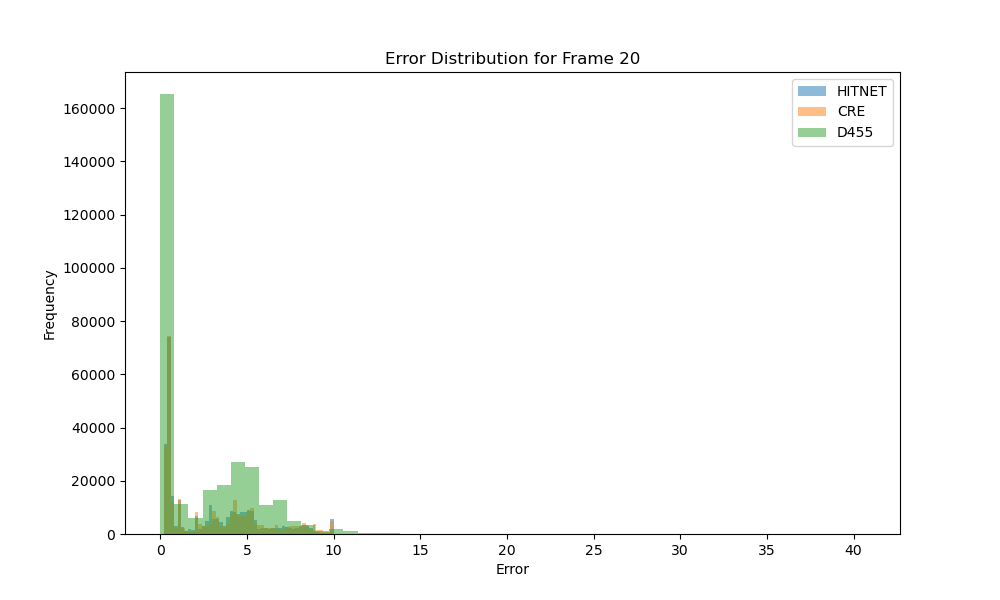 Error Distribution for Frame 20
HITNET
CRE
D455
Frequency
160000
140000
120000
100000
80000
60000
40000
20000
0
0 5 10 15 20 25 30 35 40
Error